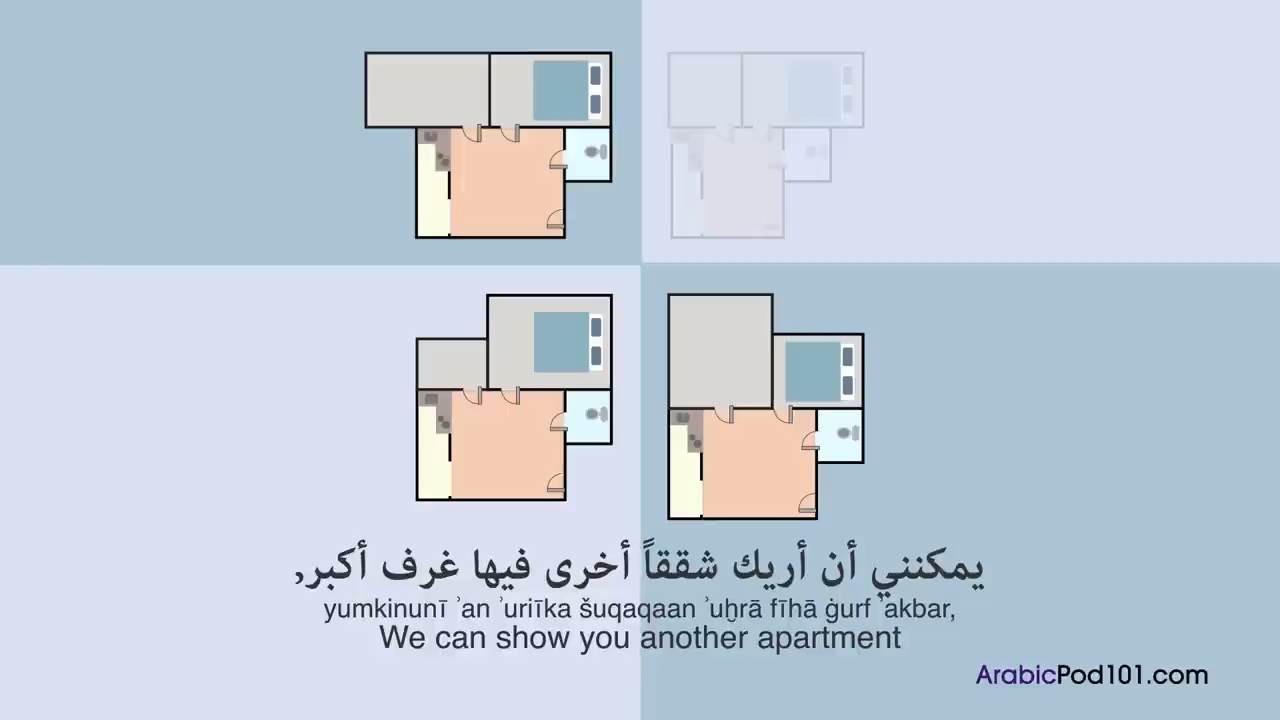 يمكنني أن أريك شققاً أخرى فيها غرف أكبر,
yumkinunī ʾan ʾuriīka šuqaqaan ʾuḫrā fīhā ġurf ʾakbar,
We can show you another apartment
ArabicPod101.com